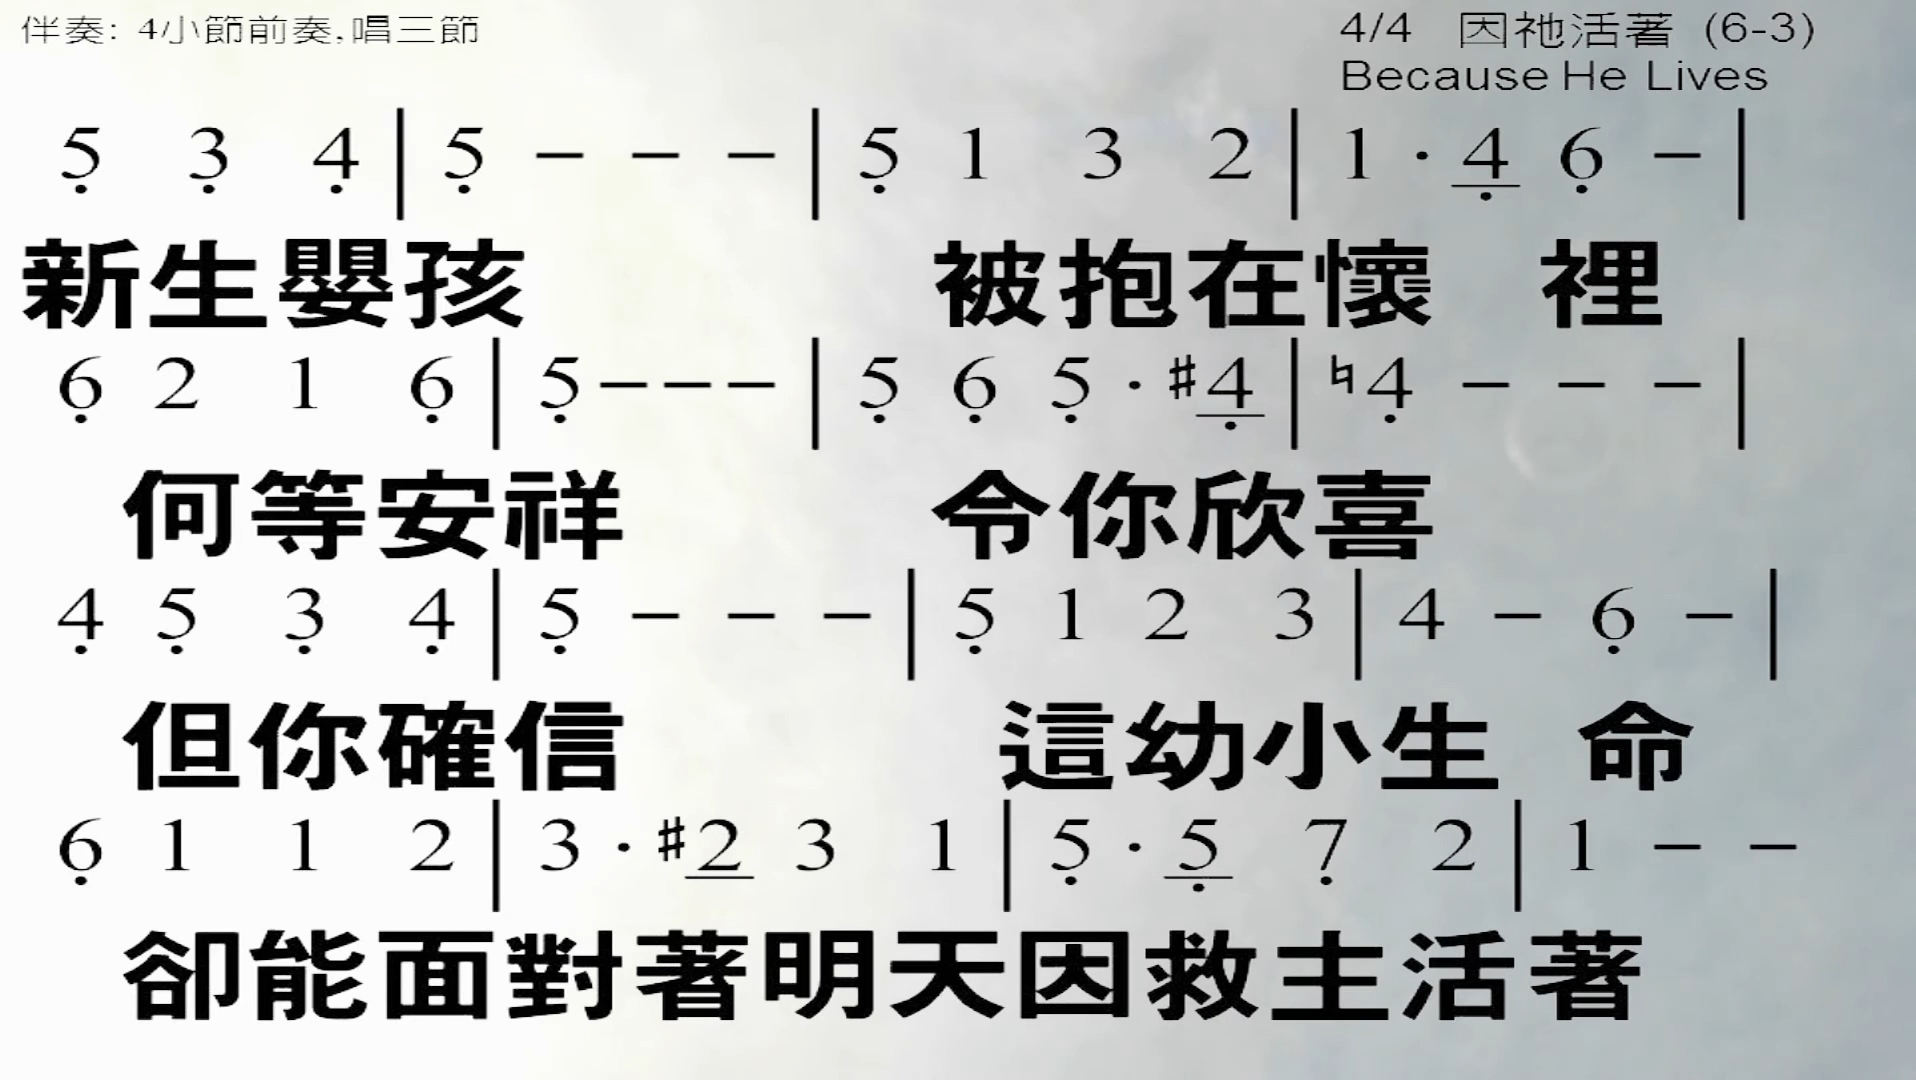 伴奏: 4小節前奏,唱三節
4/4 因祂活著 (6-3)
Because He Lives
5̣ 3̣ 4̣ | 5̣ － － － | 5̣ 1 3 2 | 1 · 4̣ 6̣ － |
新生嬰孩 被抱在懷 裡
6̣ 2 1 6̣ | 5̣ － － － | 5̣ 6̣ 5̣ · ♯4̣ | ♮4̣ － － － |
何等安祥 令你欣喜
4̣ 5̣ 3̣ 4̣ | 5̣ － － － | 5̣ 1 2 3 | 4 － 6̣ － |
但你確信 這幼小生 命
6̣ 1 1 2 | 3 · ♯2 3 1 | 5̣ · 5̣ 7̣ 2 | 1 － －
卻能面對著明天因救主活著